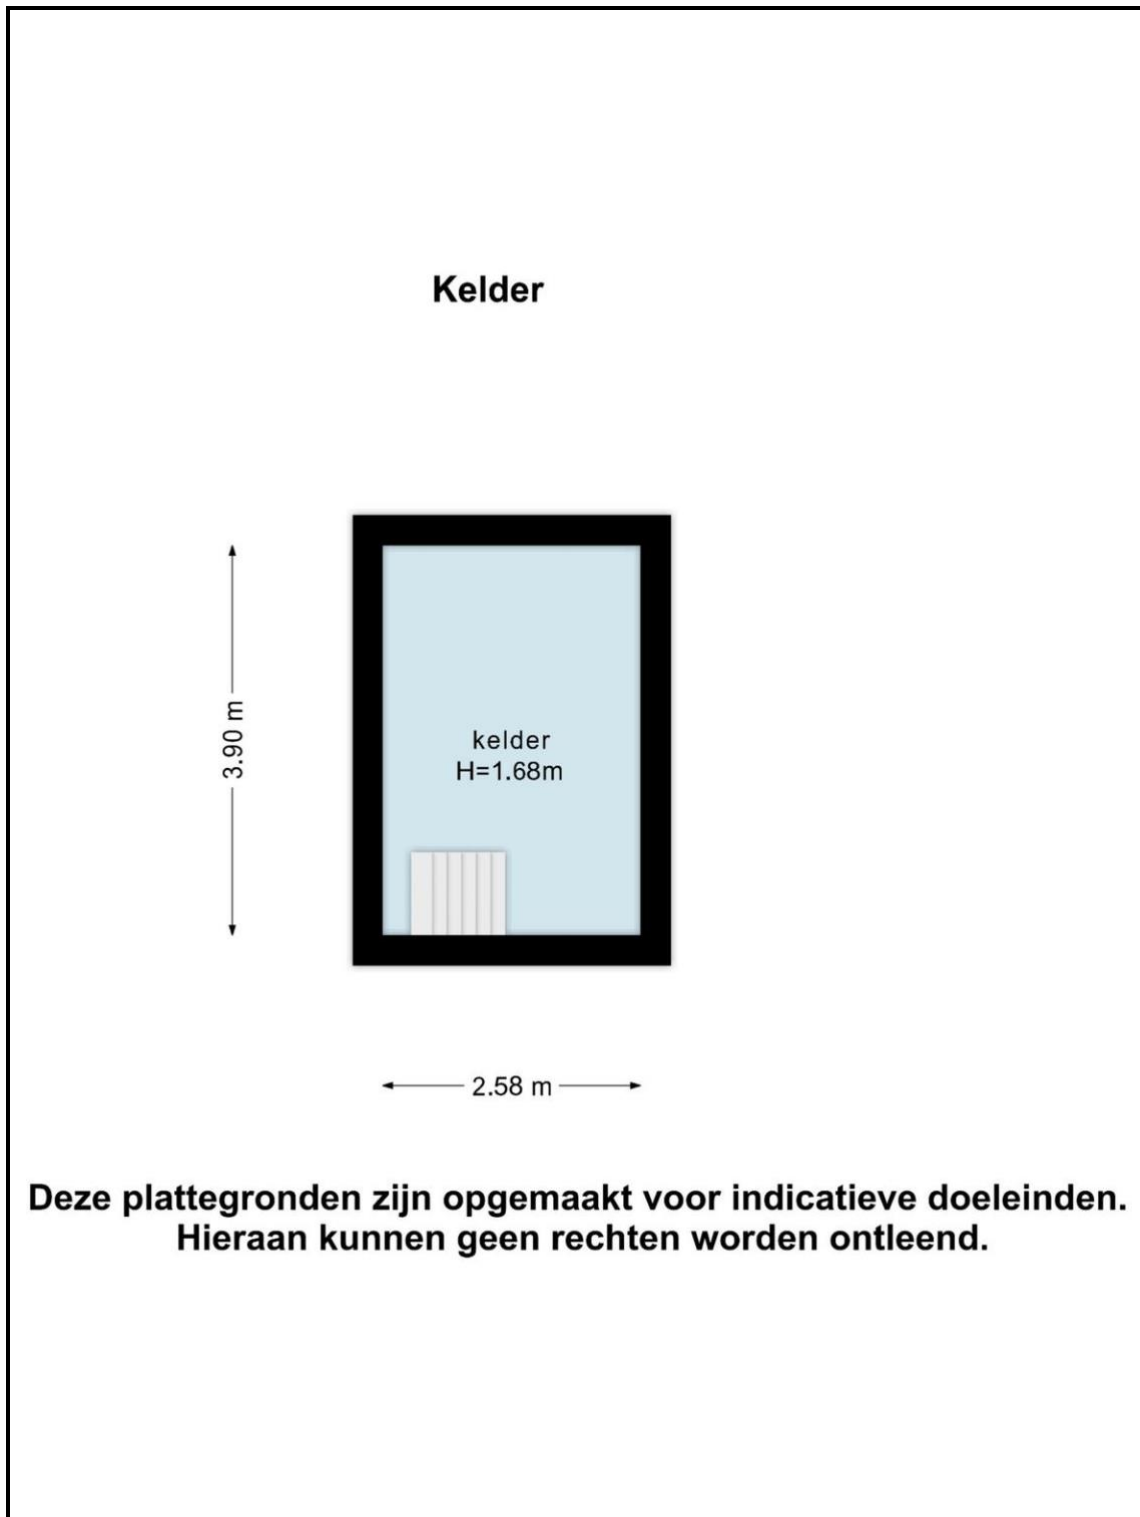 Kelder
3.90 m
kelder
H=1.68m
2.58 m
Deze plattegronden zijn opgemaakt voor indicatieve doeleinden.
Hieraan kunnen geen rechten worden ontleend.